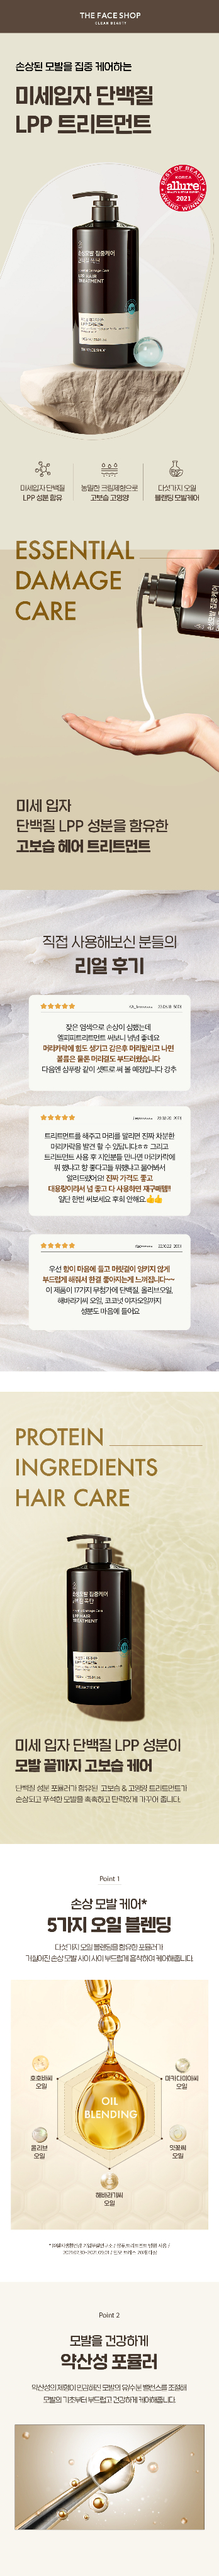 THE FACE SHOP
CLEAN BEAUTY
손상된 모발을 집중 케어하는
미세입자 단백질
LPP 트리트먼트
BEST OF BEAUTY
KOREA
allure
2021
AWARD WINNER
미세입자 단백질
LPP 성분 함유
농밀한 크림제형으로
고보습 고영양
다섯가지 오일
블렌딩 모발케어
ESSENTIAL
DAMAGE
CARE
미세 입자
단백질 LPP 성분을 함유한
고보습 헤어 트리트먼트
직접 사용해보신 분들의
리얼 후기
잦은 염색으로 손상이 심했는데
엘피피트리트먼트 써보니 넘넘 좋네요
머리카락에 힘도 생기고 감은후 머리말리고 나면
볼륨은 물론 머리결도 부드러웠습니다
다음엔 샴푸랑 같이 셋트로 써 볼 예정입니다 강추
트리트먼트를 해주고 머리를 말리면 진짜 차분한
머리카락을 발견 할 수 있답니다.ㅎㅎ 그리고
트리트먼트 사용 후 지인분들 만나면 머리카락에
뭐 했냐고 향 좋다고들 뭐했냐고 물어봐서
알려드렸어요! 진짜 가격도 좋고
대용량이라서 넘 좋고 다 사용하면 재구매템!!
일단 한번 써보세요 후회 안해요 👍👍
우선 향이 마음에 들고 머릿결이 엉키지 않게
부드럽게 해줘서 한결 좋아지는게 느껴집니다~~
이 제품이 17가지 무첨가에 단백질, 올리브오일,
해바라기씨 오일, 코코넛 야자오일까지
성분도 마음에 들어요
PROTEIN
INGREDIENTS
HAIR CARE
LPP HAIR
TREATMENT
미세 입자 단백질 LPP 성분이
모발 끝까지 고보습 케어
단백질 성분 포뮬러가 함유된 고보습 & 고영양 트리트먼트가
손상되고 푸석한 모발을 촉촉하고 탄력있게 가꾸어 줍니다.
Point 1
손상 모발 케어*
5가지 오일 블렌딩
다섯가지 오일 블렌딩을 함유한 포뮬러가
거칠어진 손상 모발 사이 사이 부드럽게 흡착하여 케어해줍니다.
OIL
BLENDING
호호바씨
오일
마카다미아씨
오일
올리브
오일
잇꽃씨
오일
해바라기씨
오일
Point 2
모발을 건강하게
약산성 포뮬러
약산성의 제형이 민감해진 모발의 유수분 밸런스를 조절해
모발의 기초부터 부드럽고 건강하게 케어해줍니다.